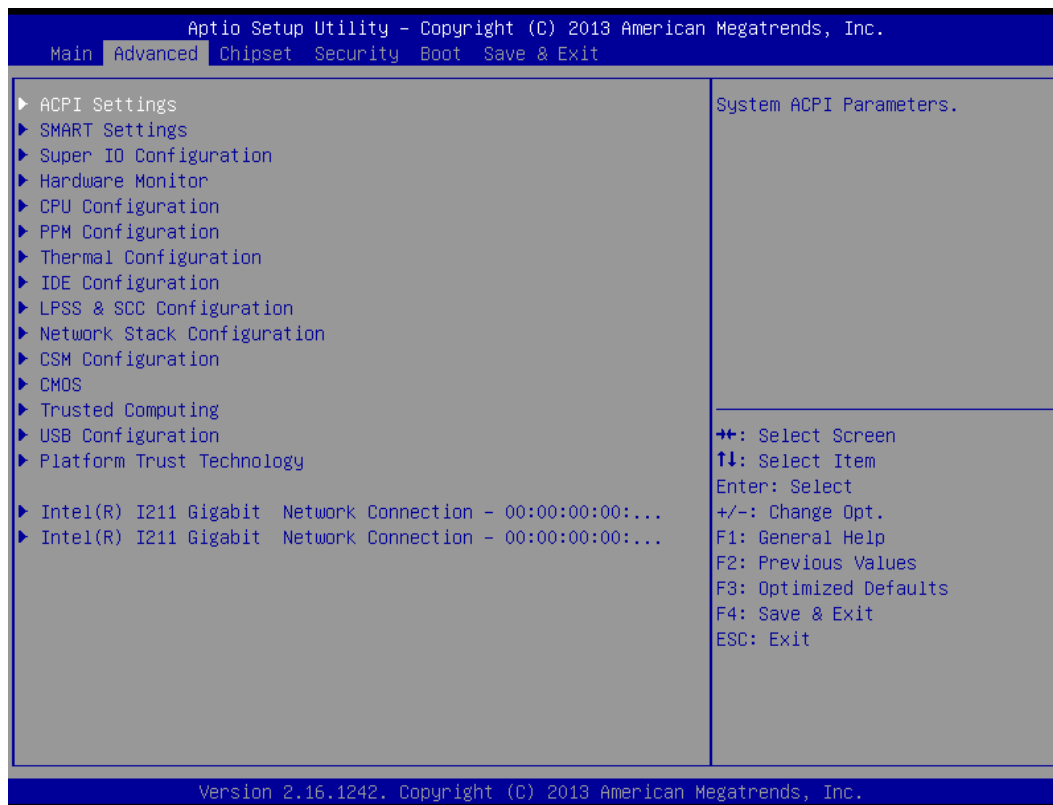 Aptio Setup Utility – Copyright (C) 2013 American Megatrends, Inc.
Main Advanced Chipset Security Boot Save & Exit
▶ ACPI Settings
▶ SMART Settings
▶ Super IO Configuration
▶ Hardware Monitor
▶ CPU Configuration
▶ PPM Configuration
▶ Thermal Configuration
▶ IDE Configuration
▶ LPSS & SCC Configuration
▶ Network Stack Configuration
▶ CSM Configuration
▶ CMOS
▶ Trusted Computing
▶ USB Configuration
▶ Platform Trust Technology
▶ Intel(R) I211 Gigabit  Network Connection – 00:00:00:00:...
▶ Intel(R) I211 Gigabit  Network Connection – 00:00:00:00:...
System ACPI Parameters.
→←: Select Screen
↑↓: Select Item
Enter: Select
+/-: Change Opt.
F1: General Help
F2: Previous Values
F3: Optimized Defaults
F4: Save & Exit
ESC: Exit
Version 2.16.1242. Copyright (C) 2013 American Megatrends, Inc.